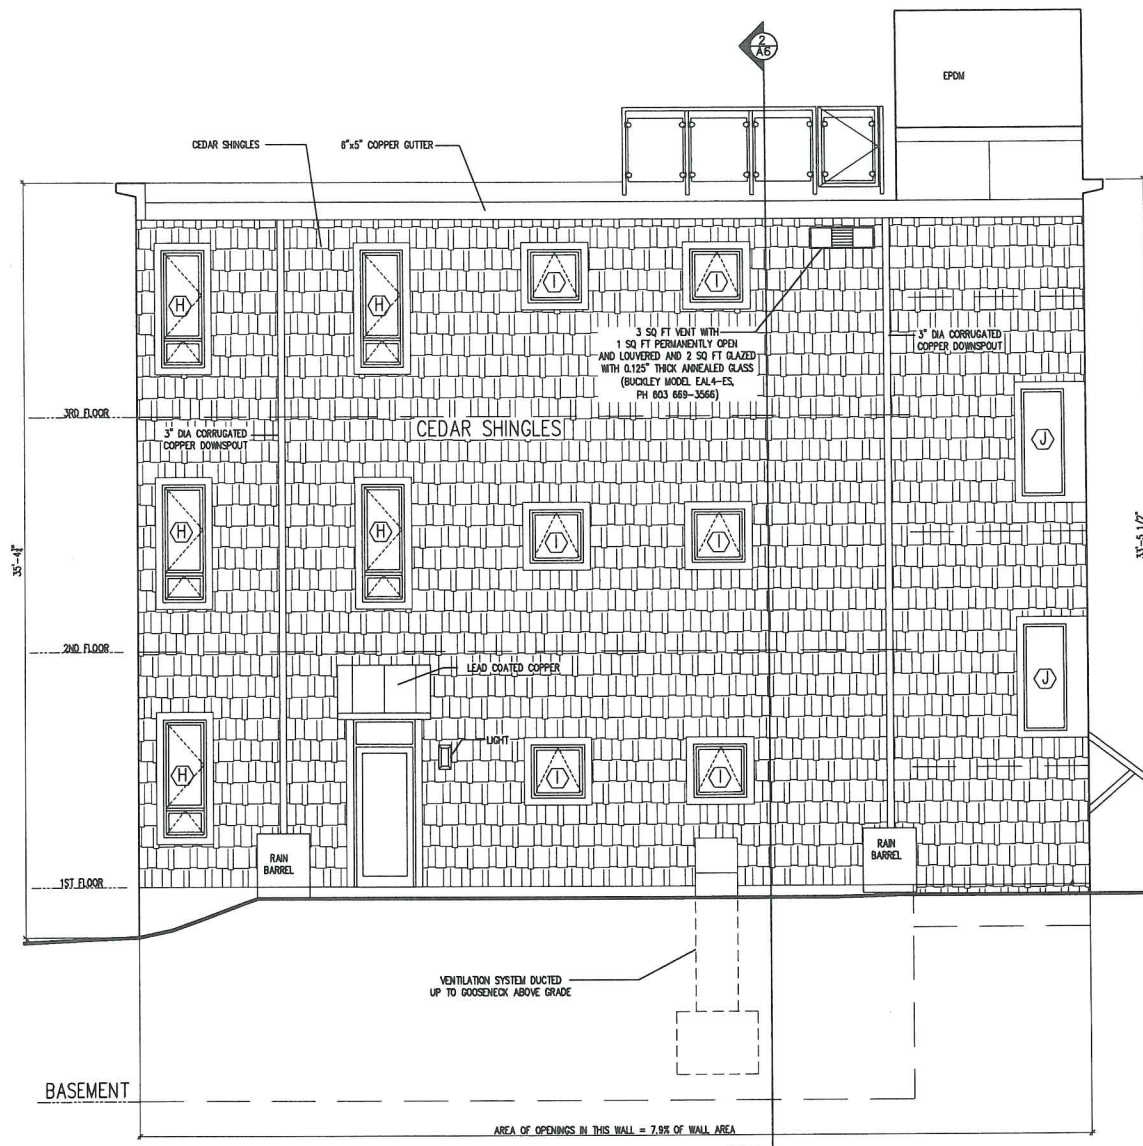 2
A6
EPDM
CEDAR SHINGLES
6"x5" COPPER GUTTER
H
H
I
I
3 SQ FT VENT WITH
1 SQ FT PERMANENTLY OPEN
AND LOUVERED AND 2 SQ FT GLAZED
WITH 0.125" THICK ANNEALED GLASS
(BUCKLEY MODEL EAL4-ES,
PH 603 669-3566)
3" DIA CORRUGATED
COPPER DOWNSPOUT
3RD FLOOR
3" DIA CORRUGATED
COPPER DOWNSPOUT
CEDAR SHINGLES
J
H
H
I
I
33'-5 1/2"
2ND FLOOR
LEAD COATED COPPER
J
LIGHT
H
I
I
RAIN
BARREL
RAIN
BARREL
1ST FLOOR
VENTILATION SYSTEM DUCTED
UP TO GOOSENECK ABOVE GRADE
BASEMENT
AREA OF OPENINGS IN THIS WALL = 7.9% OF WALL AREA